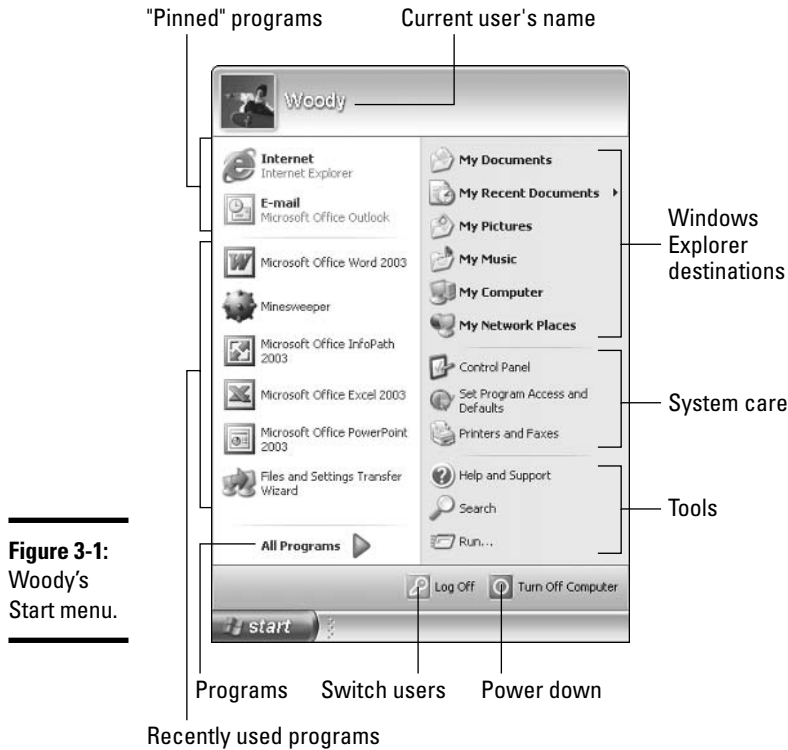 "Pinned" programs
Current user's name
Woody
Internet
Internet Explorer
E-mail
Microsoft Office Outlook
Microsoft Office Word 2003
Minesweeper
Microsoft Office InfoPath
2003
Microsoft Office Excel 2003
Microsoft Office PowerPoint
2003
Files and Settings Transfer
Wizard
All Programs
My Documents
My Recent Documents
My Pictures
My Music
My Computer
My Network Places
Control Panel
Set Program Access and
Defaults
Printers and Faxes
Help and Support
Search
Run...
Windows
Explorer
destinations
System care
Tools
Log Off
Turn Off Computer
start
Figure 3-1:
Woody's
Start menu.
Programs
Switch users
Power down
Recently used programs